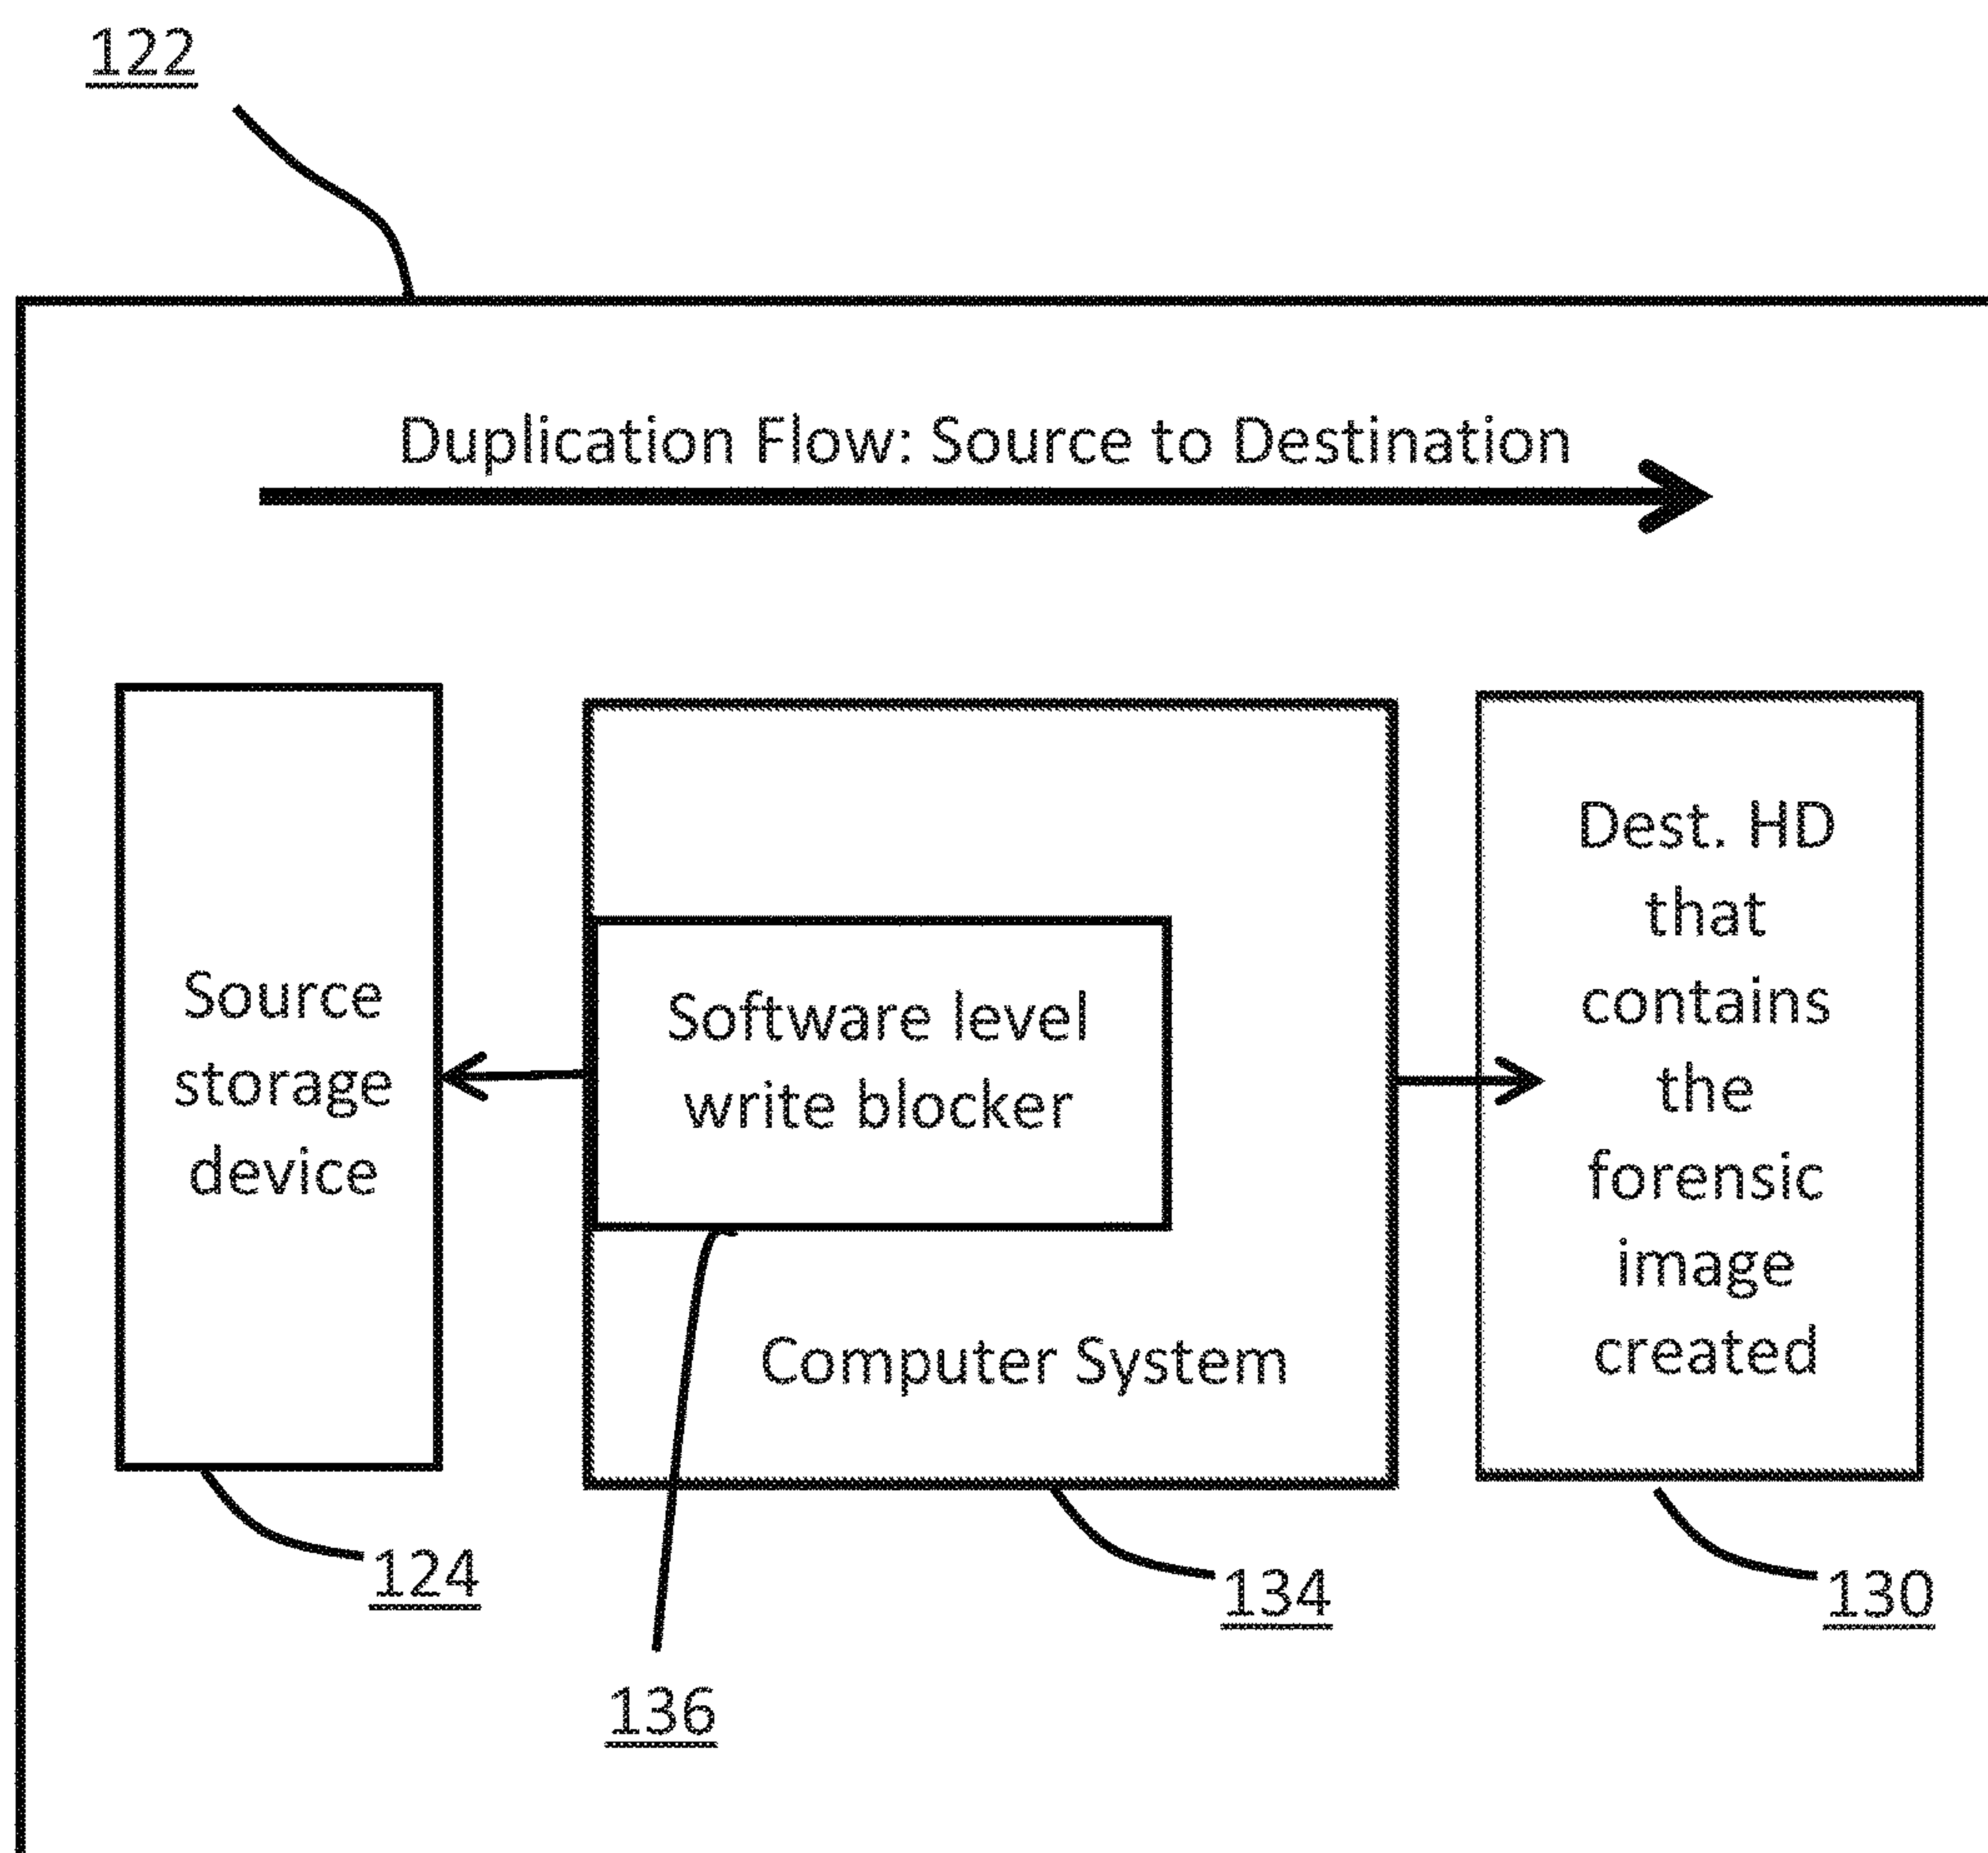 122
Duplication Flow: Source to Destination
Source
storage
device
Software level
write blocker
Computer System
Dest. HD
that
contains
the
forensic
image
created
124
134
130
136